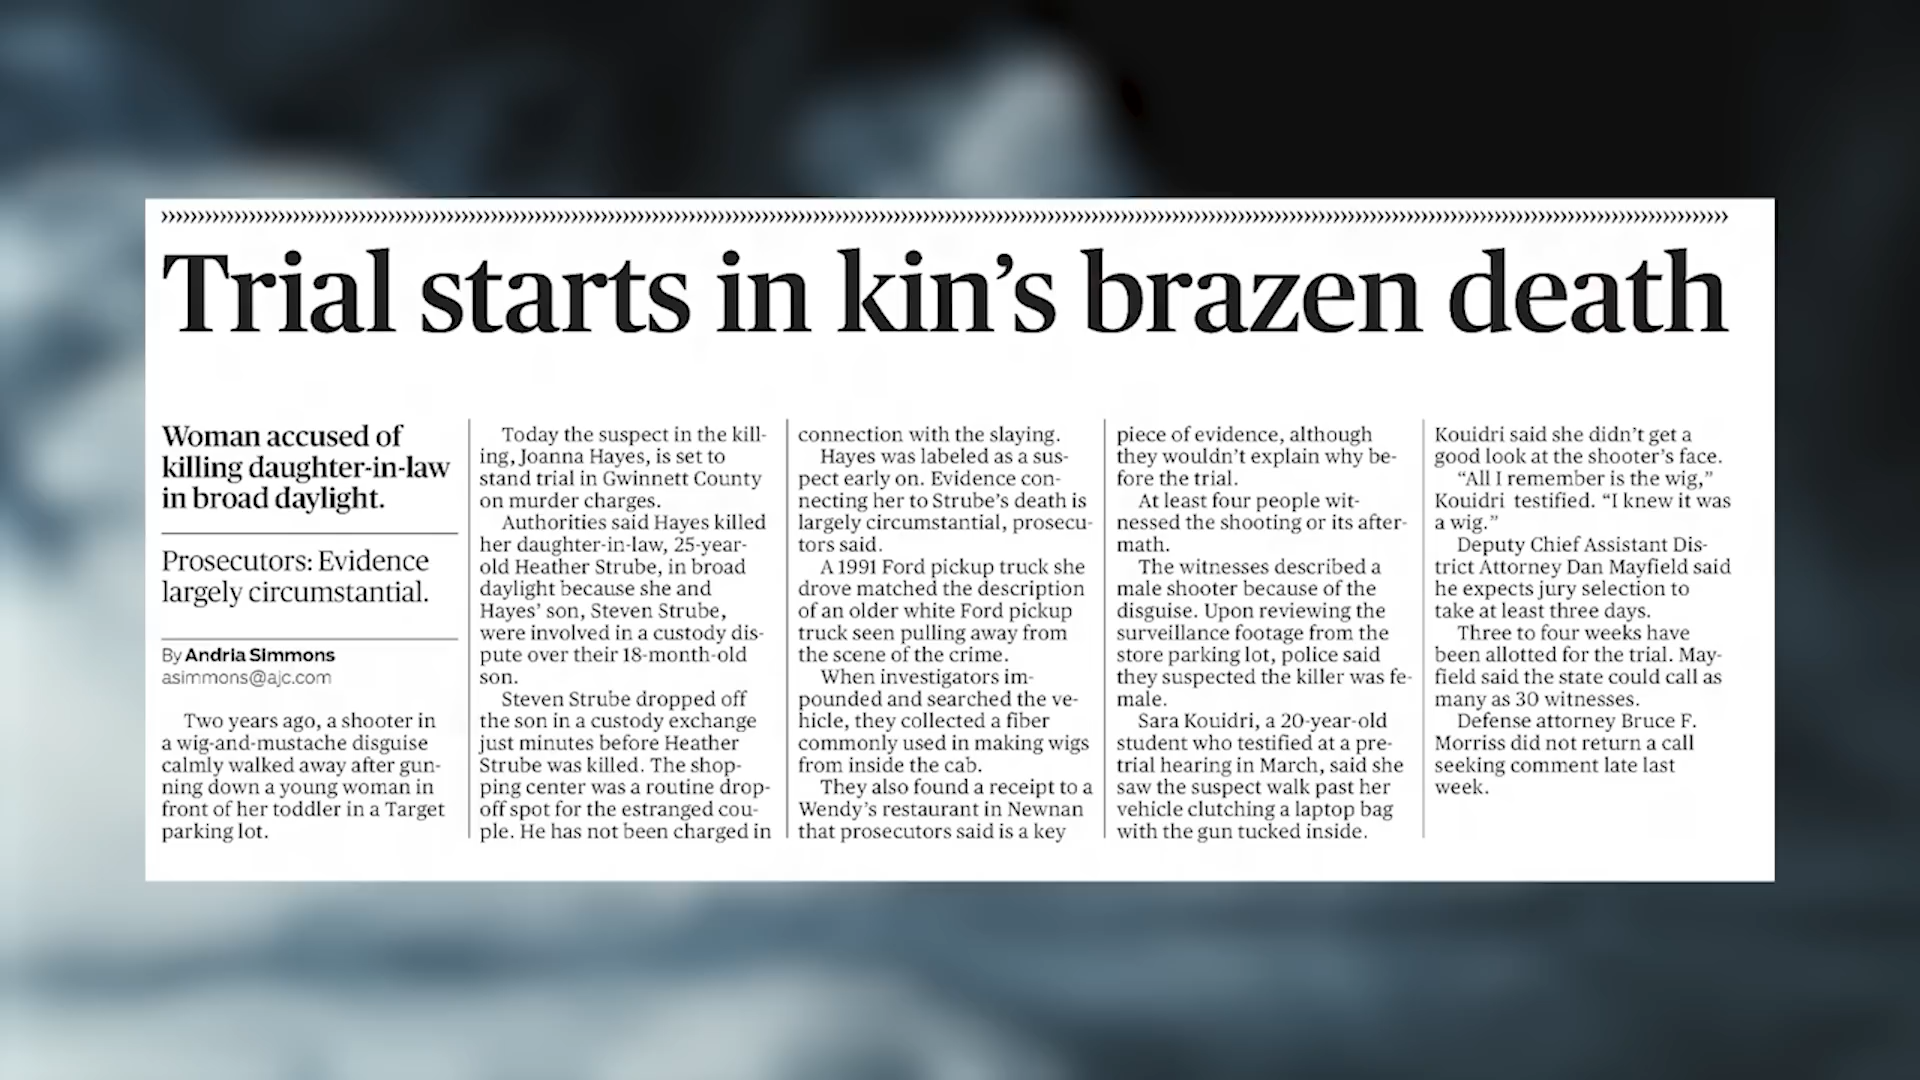 Trial starts in kin's brazen death
Woman accused of
killing daughter-in-law
in broad daylight.
Prosecutors: Evidence
largely circumstantial.
By Andria Simmons
asimmons@ajc.com
Two years ago, a shooter in
a wig-and-mustache disguise
calmly walked away after gun-
ning down a young woman in
front of her toddler in a Target
parking lot.
Today the suspect in the kill-
ing, Joanna Hayes, is set to
stand trial in Gwinnett County
on murder charges.
Authorities said Hayes killed
her daughter-in-law, 25-year-
old Heather Strube, in broad
daylight because she and
Hayes' son, Steven Strube,
were involved in a custody dis-
pute over their 18-month-old
son.
Steven Strube dropped off
the son in a custody exchange
just minutes before Heather
Strube was killed. The shop-
ping center was a routine drop-
off spot for the estranged cou-
ple. He has not been charged in
connection with the slaying.
Hayes was labeled as a sus-
pect early on. Evidence con-
necting her to Strube's death is
largely circumstantial, prosecu-
tors said.
A 1991 Ford pickup truck she
drove matched the description
of an older white Ford pickup
truck seen pulling away from
the scene of the crime.
When investigators im-
pounded and searched the ve-
hicle, they collected a fiber
commonly used in making wigs
from inside the cab.
They also found a receipt to a
Wendy's restaurant in Newnan
that prosecutors said is a key
piece of evidence, although
they wouldn't explain why be-
fore the trial.
At least four people wit-
nessed the shooting or its after-
math.
The witnesses described a
male shooter because of the
disguise. Upon reviewing the
surveillance footage from the
store parking lot, police said
they suspected the killer was fe-
male.
Sara Kouidri, a 20-year-old
student who testified at a pre-
trial hearing in March, said she
saw the suspect walk past her
vehicle clutching a laptop bag
with the gun tucked inside.
Kouidri said she didn't get a
good look at the shooter's face.
"All I remember is the wig,"
Kouidri testified. "I knew it was
a wig."
Deputy Chief Assistant Dis-
trict Attorney Dan Mayfield said
he expects jury selection to
take at least three days.
Three to four weeks have
been allotted for the trial. May-
field said the state could call as
many as 30 witnesses.
Defense attorney Bruce F.
Morriss did not return a call
seeking comment late last
week.